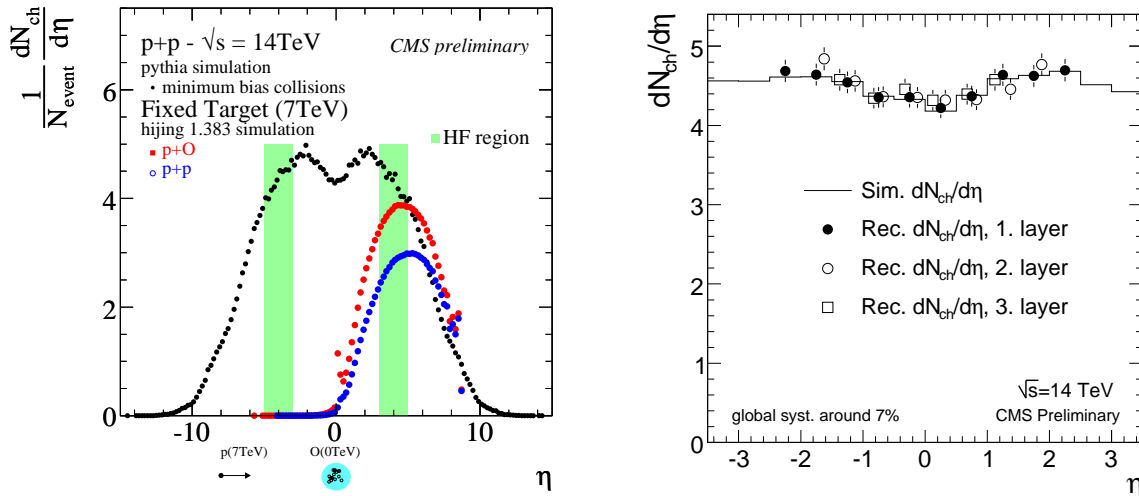 1/N_event dN_ch/dη
p+p - √s = 14TeV
CMS preliminary
pythia simulation
• minimum bias collisions
Fixed Target (7TeV)
hijing 1.383 simulation
p+O
p+p
HF region
6
4
2
0
-10 0 10
p(7TeV) O(0TeV) η
dN_ch/dη
5
4
3
2
1
0
Sim. dN_ch/dη
Rec. dN_ch/dη, 1. layer
Rec. dN_ch/dη, 2. layer
Rec. dN_ch/dη, 3. layer
√s=14 TeV
global syst. around 7% CMS Preliminary
-3 -2 -1 0 1 2 3
η